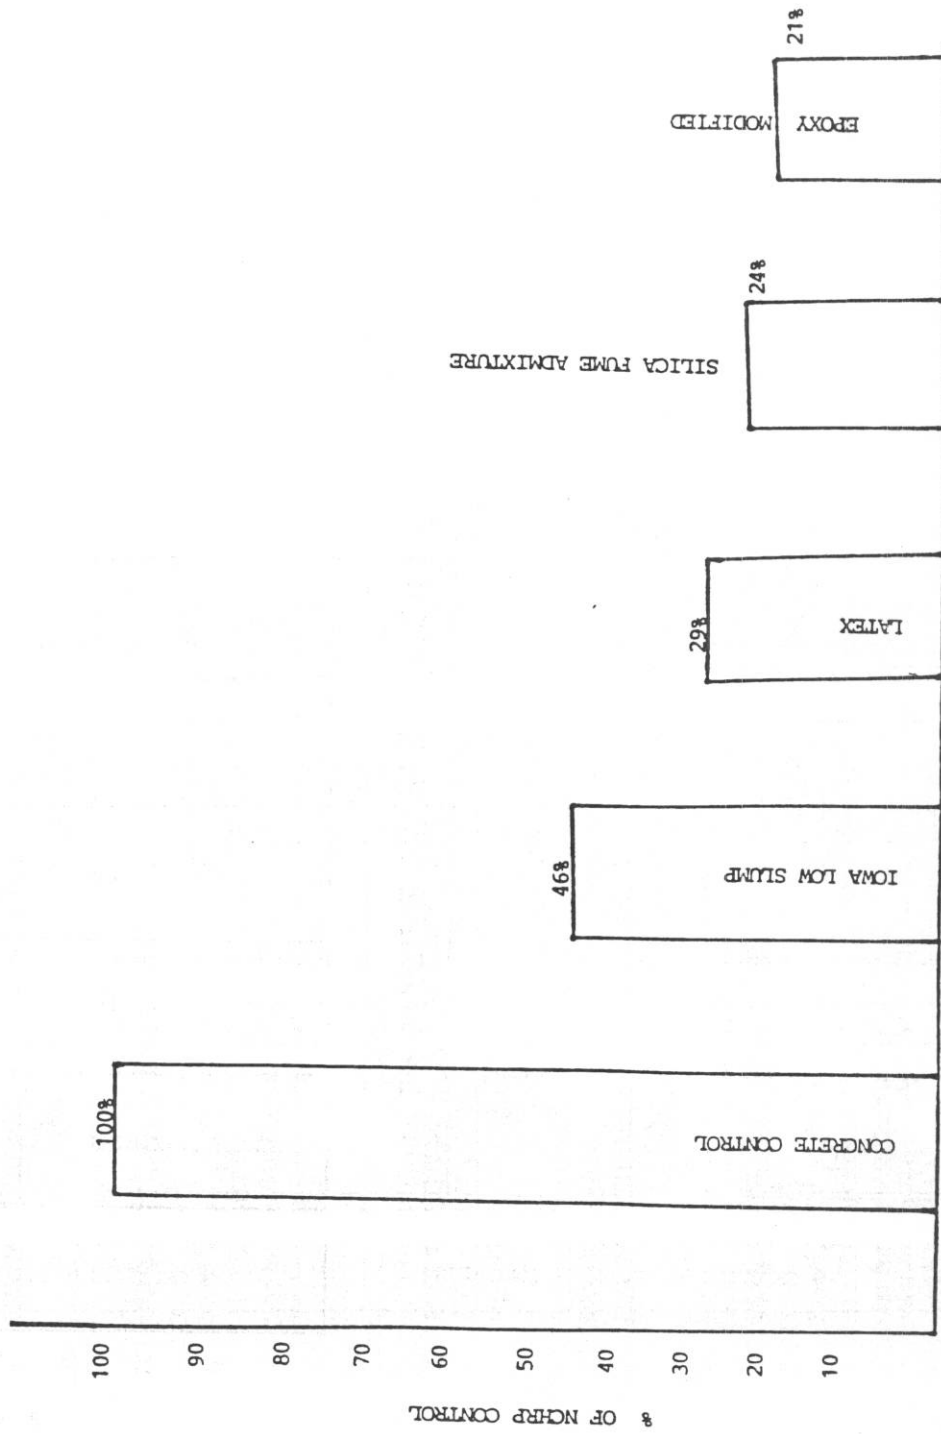 % OF NCHRP CONTROL
100
90
80
70
60
50
40
30
20
10
100%
CONCRETE CONTROL
46%
IOWA LOW SLUMP
29%
LATEX
24%
SILICA FUME ADMIXTURE
21%
EPOXY
MODIFIED